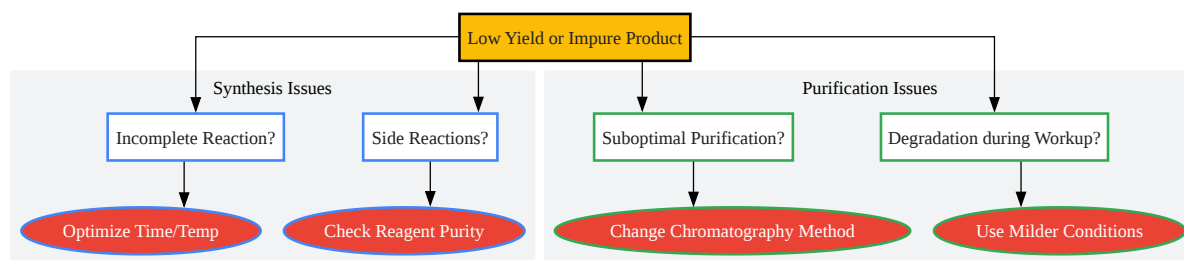 Low Yield or Impure Product
Synthesis Issues
Purification Issues
Incomplete Reaction?
Side Reactions?
Suboptimal Purification?
Degradation during Workup?
Optimize Time/Temp
Check Reagent Purity
Change Chromatography Method
Use Milder Conditions